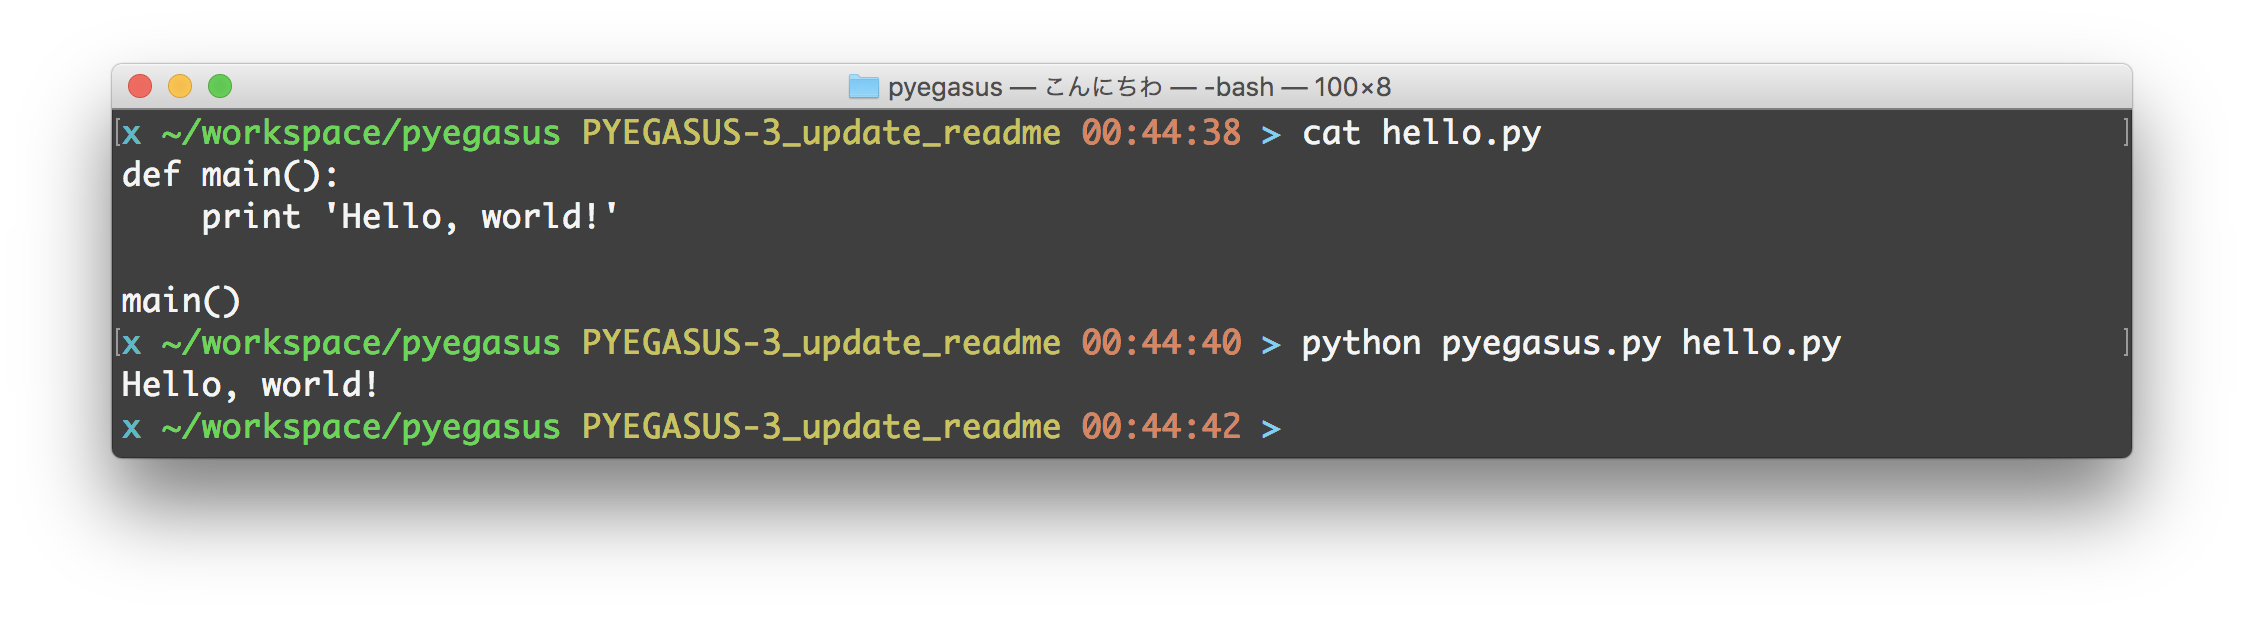 pyegasus — こんにちわ — -bash — 100×8
[x ~/workspace/pyegasus PYEGASUS-3_update_readme 00:44:38 > cat hello.py ]
def main():
    print 'Hello, world!'
main()
[x ~/workspace/pyegasus PYEGASUS-3_update_readme 00:44:40 > python pyegasus.py hello.py ]
Hello, world!
x ~/workspace/pyegasus PYEGASUS-3_update_readme 00:44:42 >